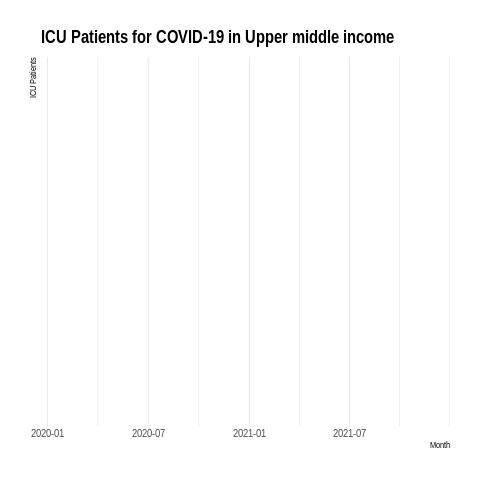 ICU Patients for COVID-19 in Upper middle income
ICU Patients
2020-01 2020-07 2021-01 2021-07
Month